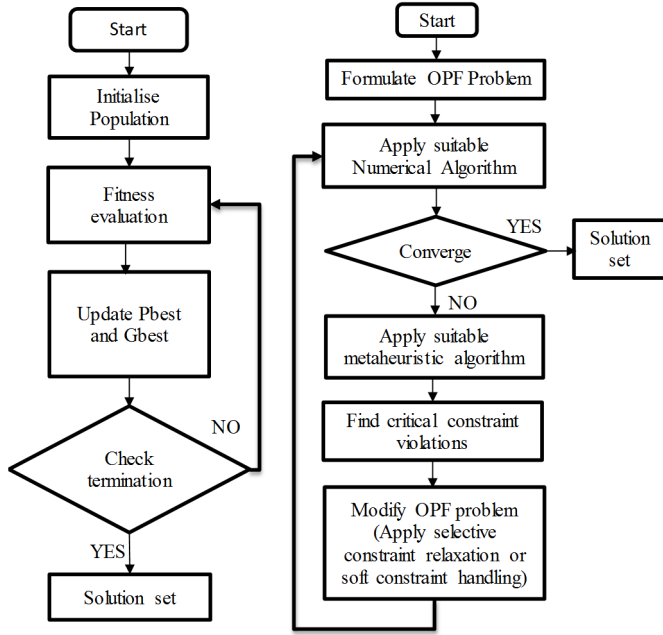 Start
Initialise
Population
Fitness
evaluation
Update Pbest
and Gbest
NO
Check
termination
YES
Solution set
Start
Formulate OPF Problem
Apply suitable
Numerical Algorithm
YES
Converge
Solution
set
NO
Apply suitable
metaheuristic algorithm
Find critical constraint
violations
Modify OPF problem
(Apply selective
constraint relaxation or
soft constraint handling)